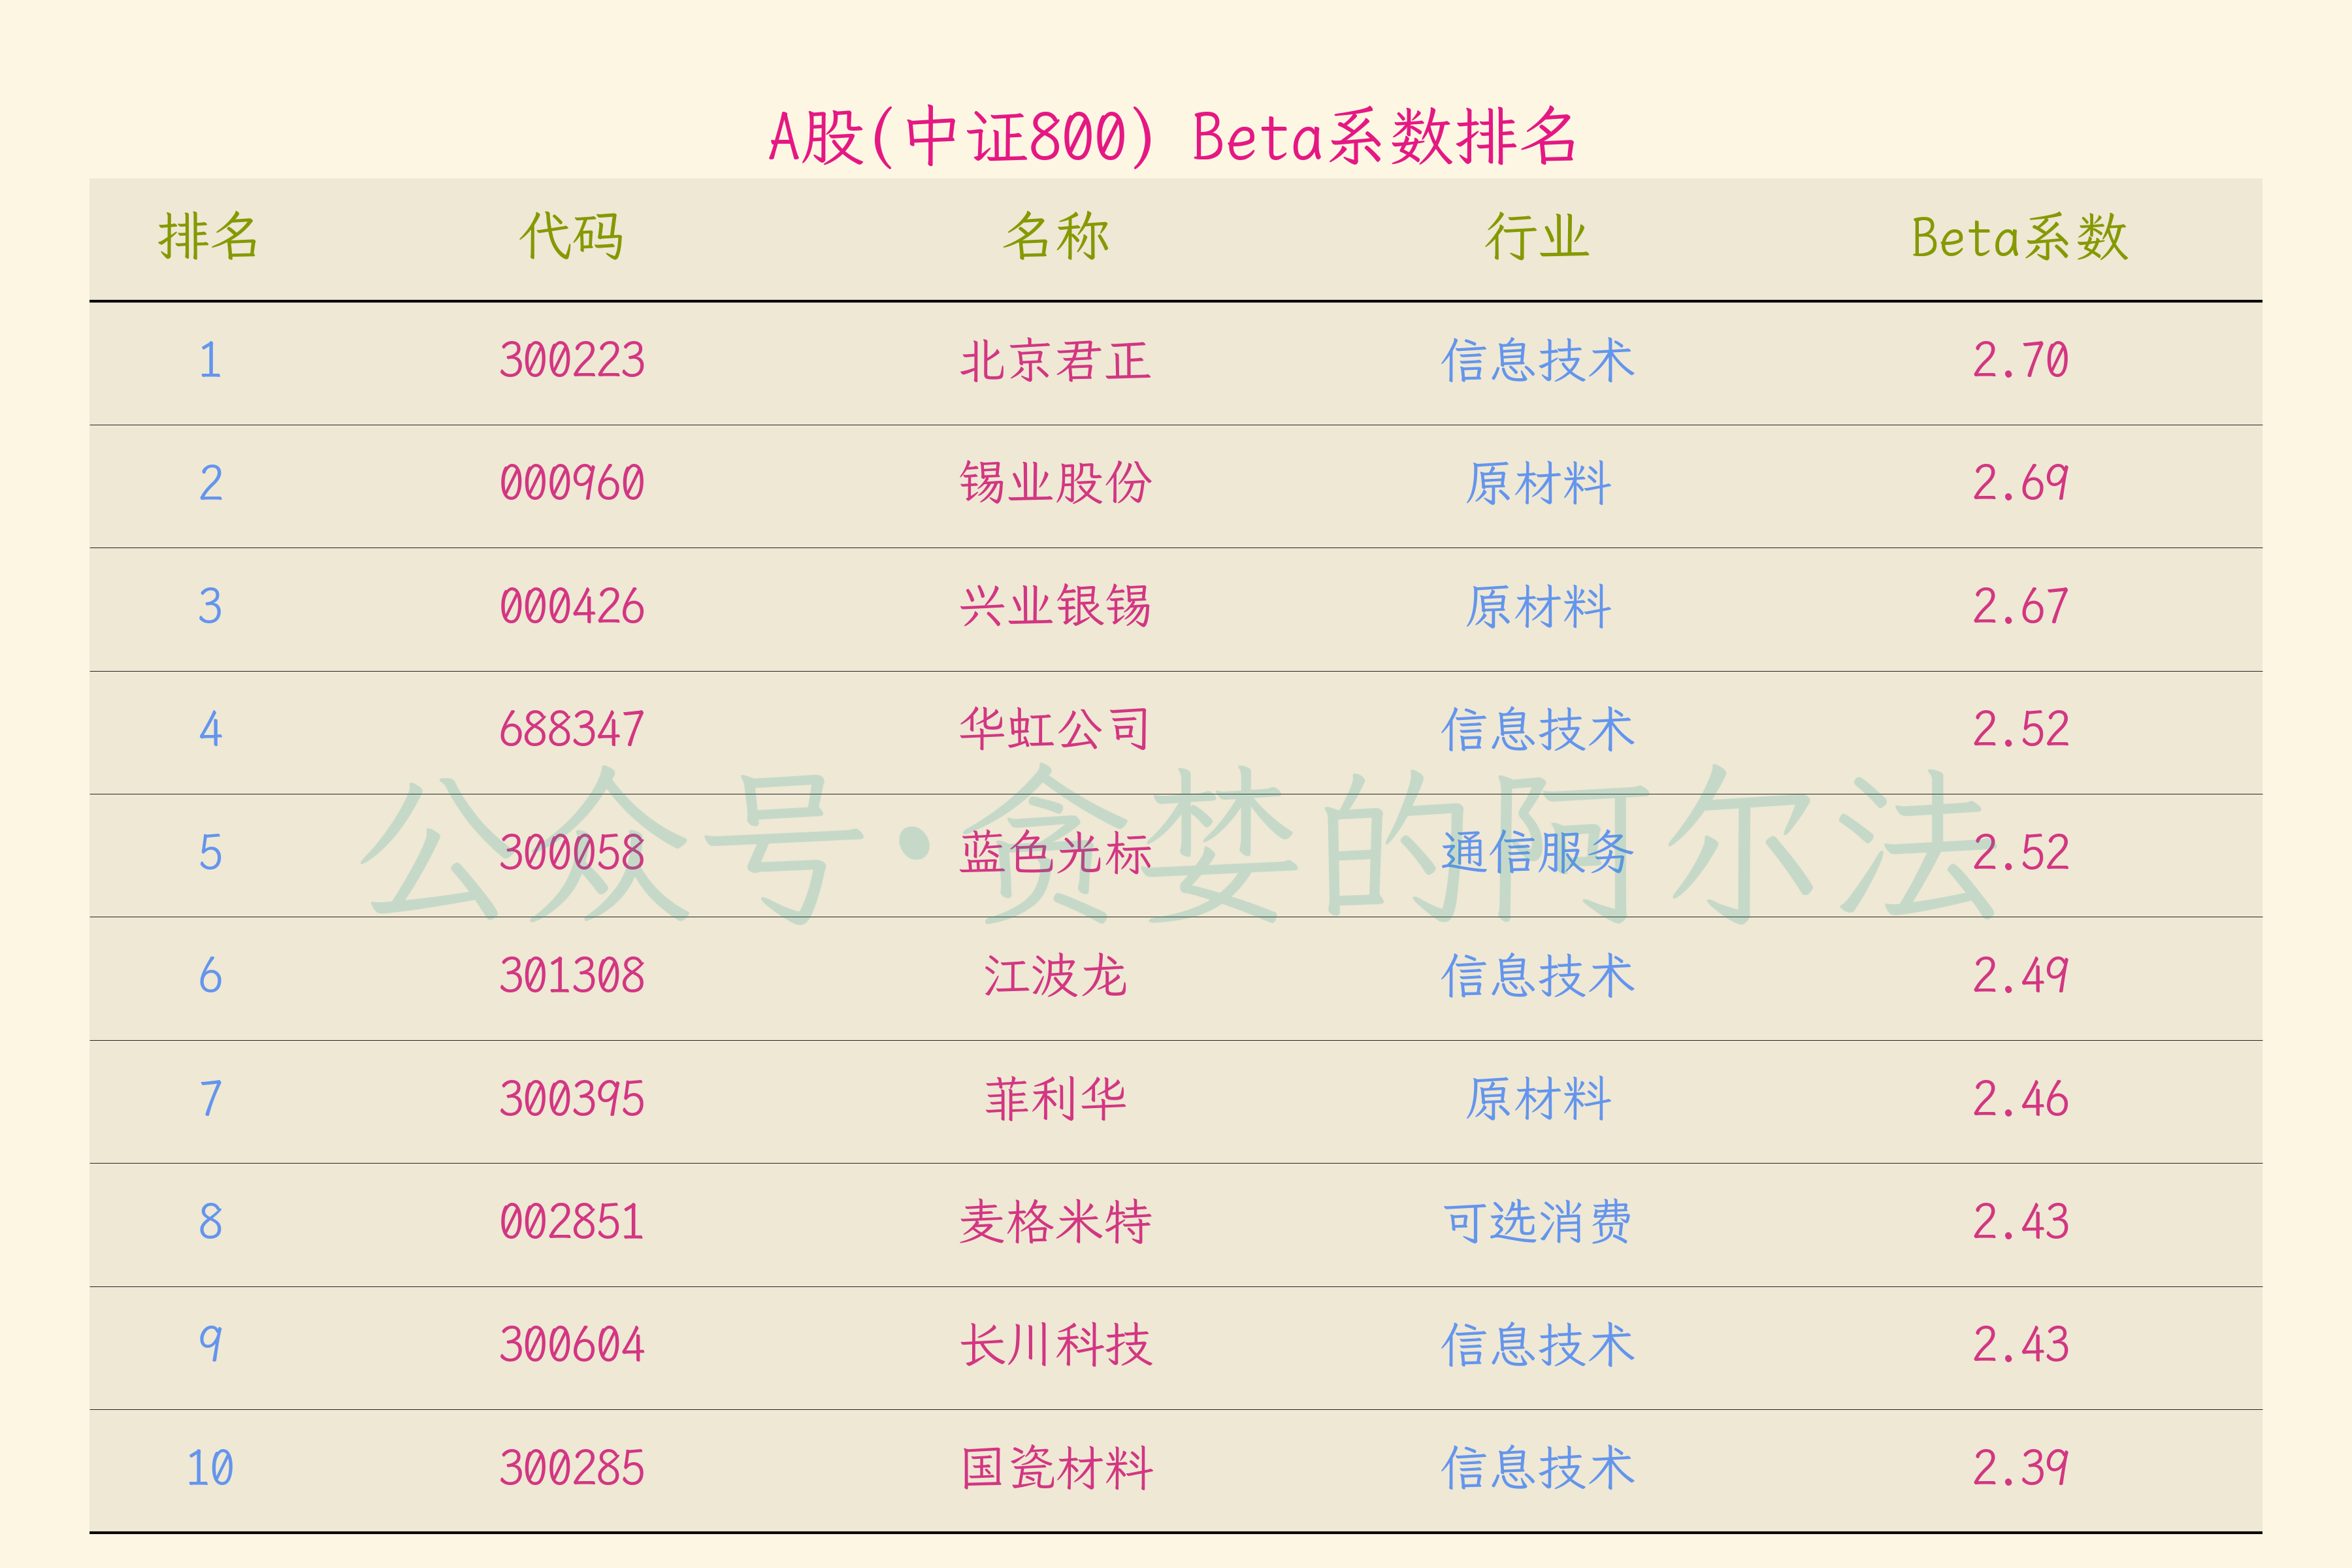 A股(中证800) Beta系数排名
排名 代码 名称 行业 Beta系数
1 300223 北京君正 信息技术 2.70
2 000960 锡业股份 原材料 2.69
3 000426 兴业银锡 原材料 2.67
4 688347 华虹公司 信息技术 2.52
公众号·贪婪的阿尔法
5 300058 蓝色光标 通信服务 2.52
6 301308 江波龙 信息技术 2.49
7 300395 菲利华 原材料 2.46
8 002851 麦格米特 可选消费 2.43
9 300604 长川科技 信息技术 2.43
10 300285 国瓷材料 信息技术 2.39